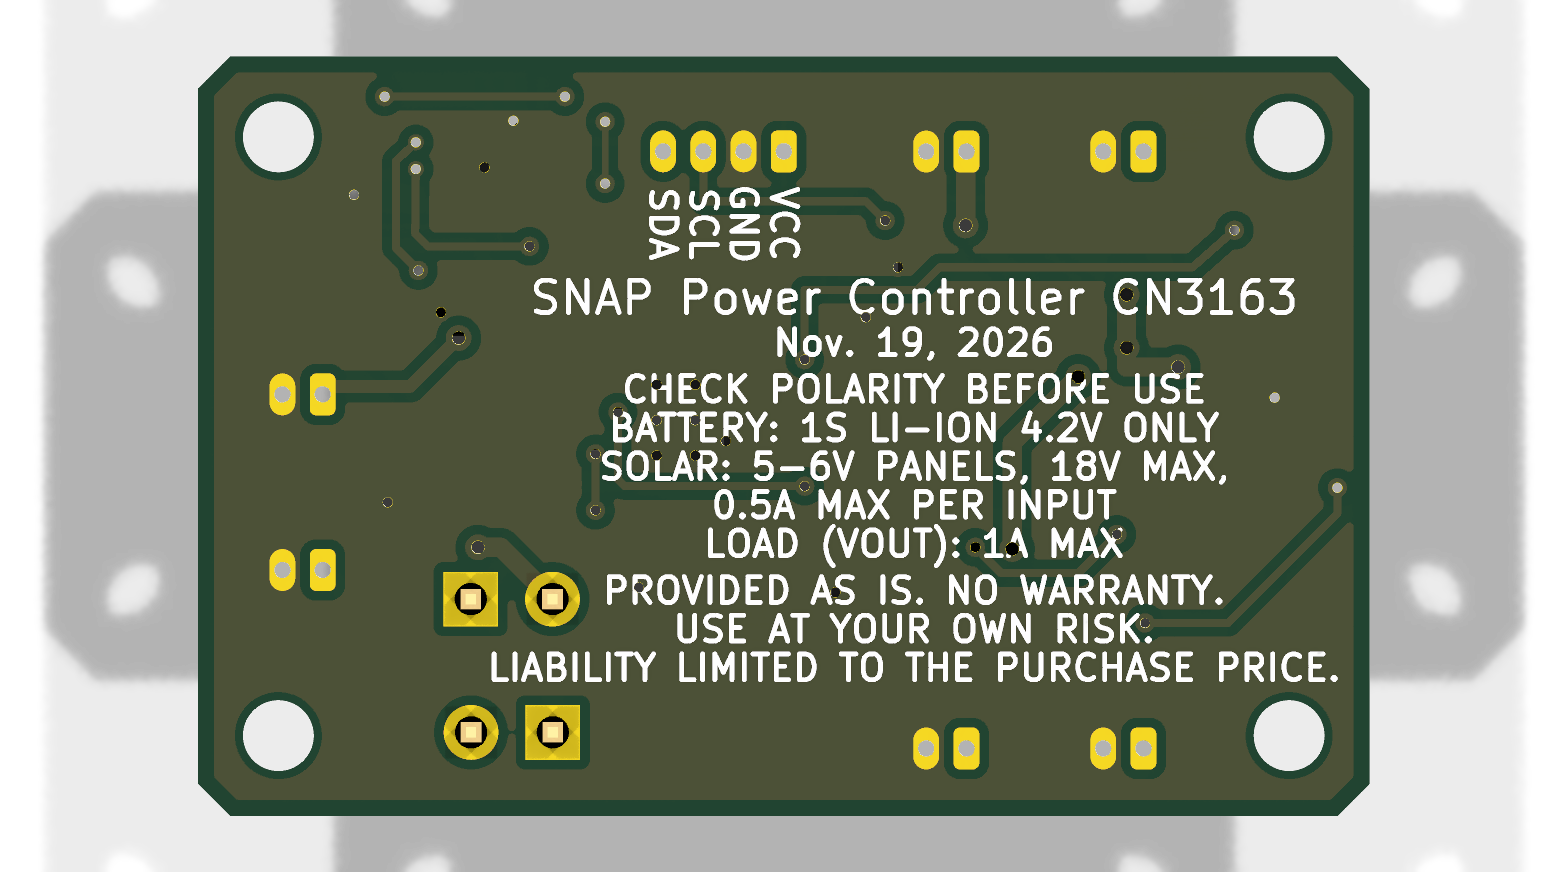 SDA
SCL
GND
VCC
SNAP Power Controller CN3163
Nov. 19, 2026
CHECK POLARITY BEFORE USE
BATTERY: 1S LI-ION 4.2V ONLY
SOLAR: 5-6V PANELS, 18V MAX,
0.5A MAX PER INPUT
LOAD (VOUT): 1A MAX
PROVIDED AS IS. NO WARRANTY.
USE AT YOUR OWN RISK.
LIABILITY LIMITED TO THE PURCHASE PRICE.